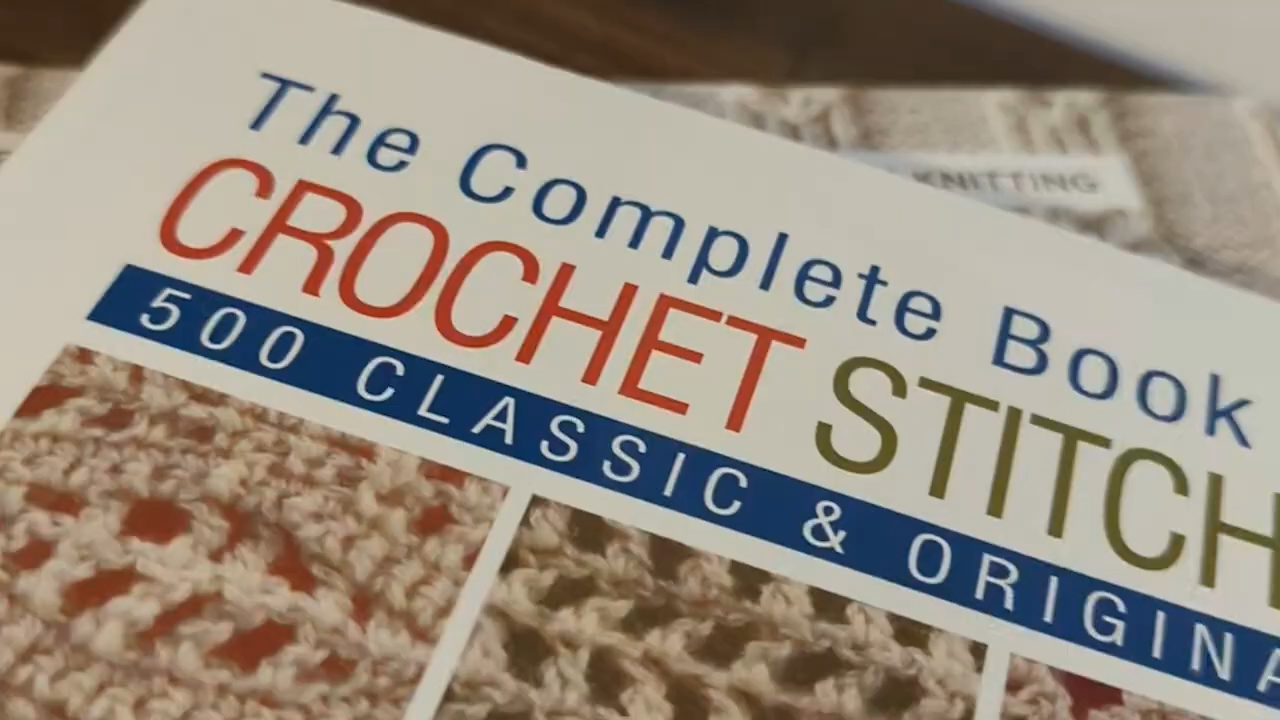 The Complete Book
CROCHET STITCH
500 CLASSIC & ORIGINA
KNITTING